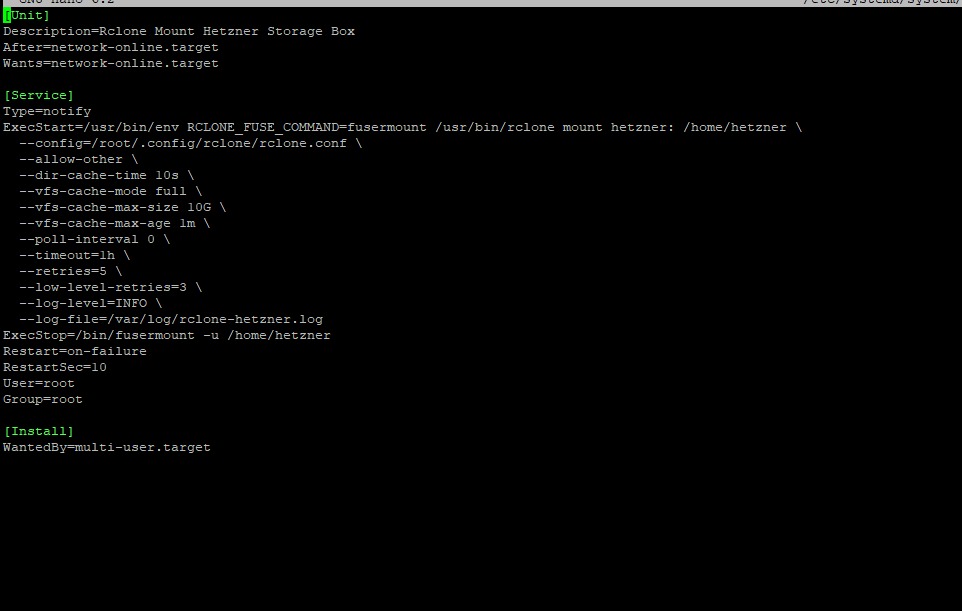 GNU nano 6.2 /etc/systemd/system/
[Unit]
Description=Rclone Mount Hetzner Storage Box
After=network-online.target
Wants=network-online.target
[Service]
Type=notify
ExecStart=/usr/bin/env RCLONE_FUSE_COMMAND=fusermount /usr/bin/rclone mount hetzner: /home/hetzner \
--config=/root/.config/rclone/rclone.conf \
--allow-other \
--dir-cache-time 10s \
--vfs-cache-mode full \
--vfs-cache-max-size 10G \
--vfs-cache-max-age 1m \
--poll-interval 0 \
--timeout=1h \
--retries=5 \
--low-level-retries=3 \
--log-level=INFO \
--log-file=/var/log/rclone-hetzner.log
ExecStop=/bin/fusermount -u /home/hetzner
Restart=on-failure
RestartSec=10
User=root
Group=root
[Install]
WantedBy=multi-user.target